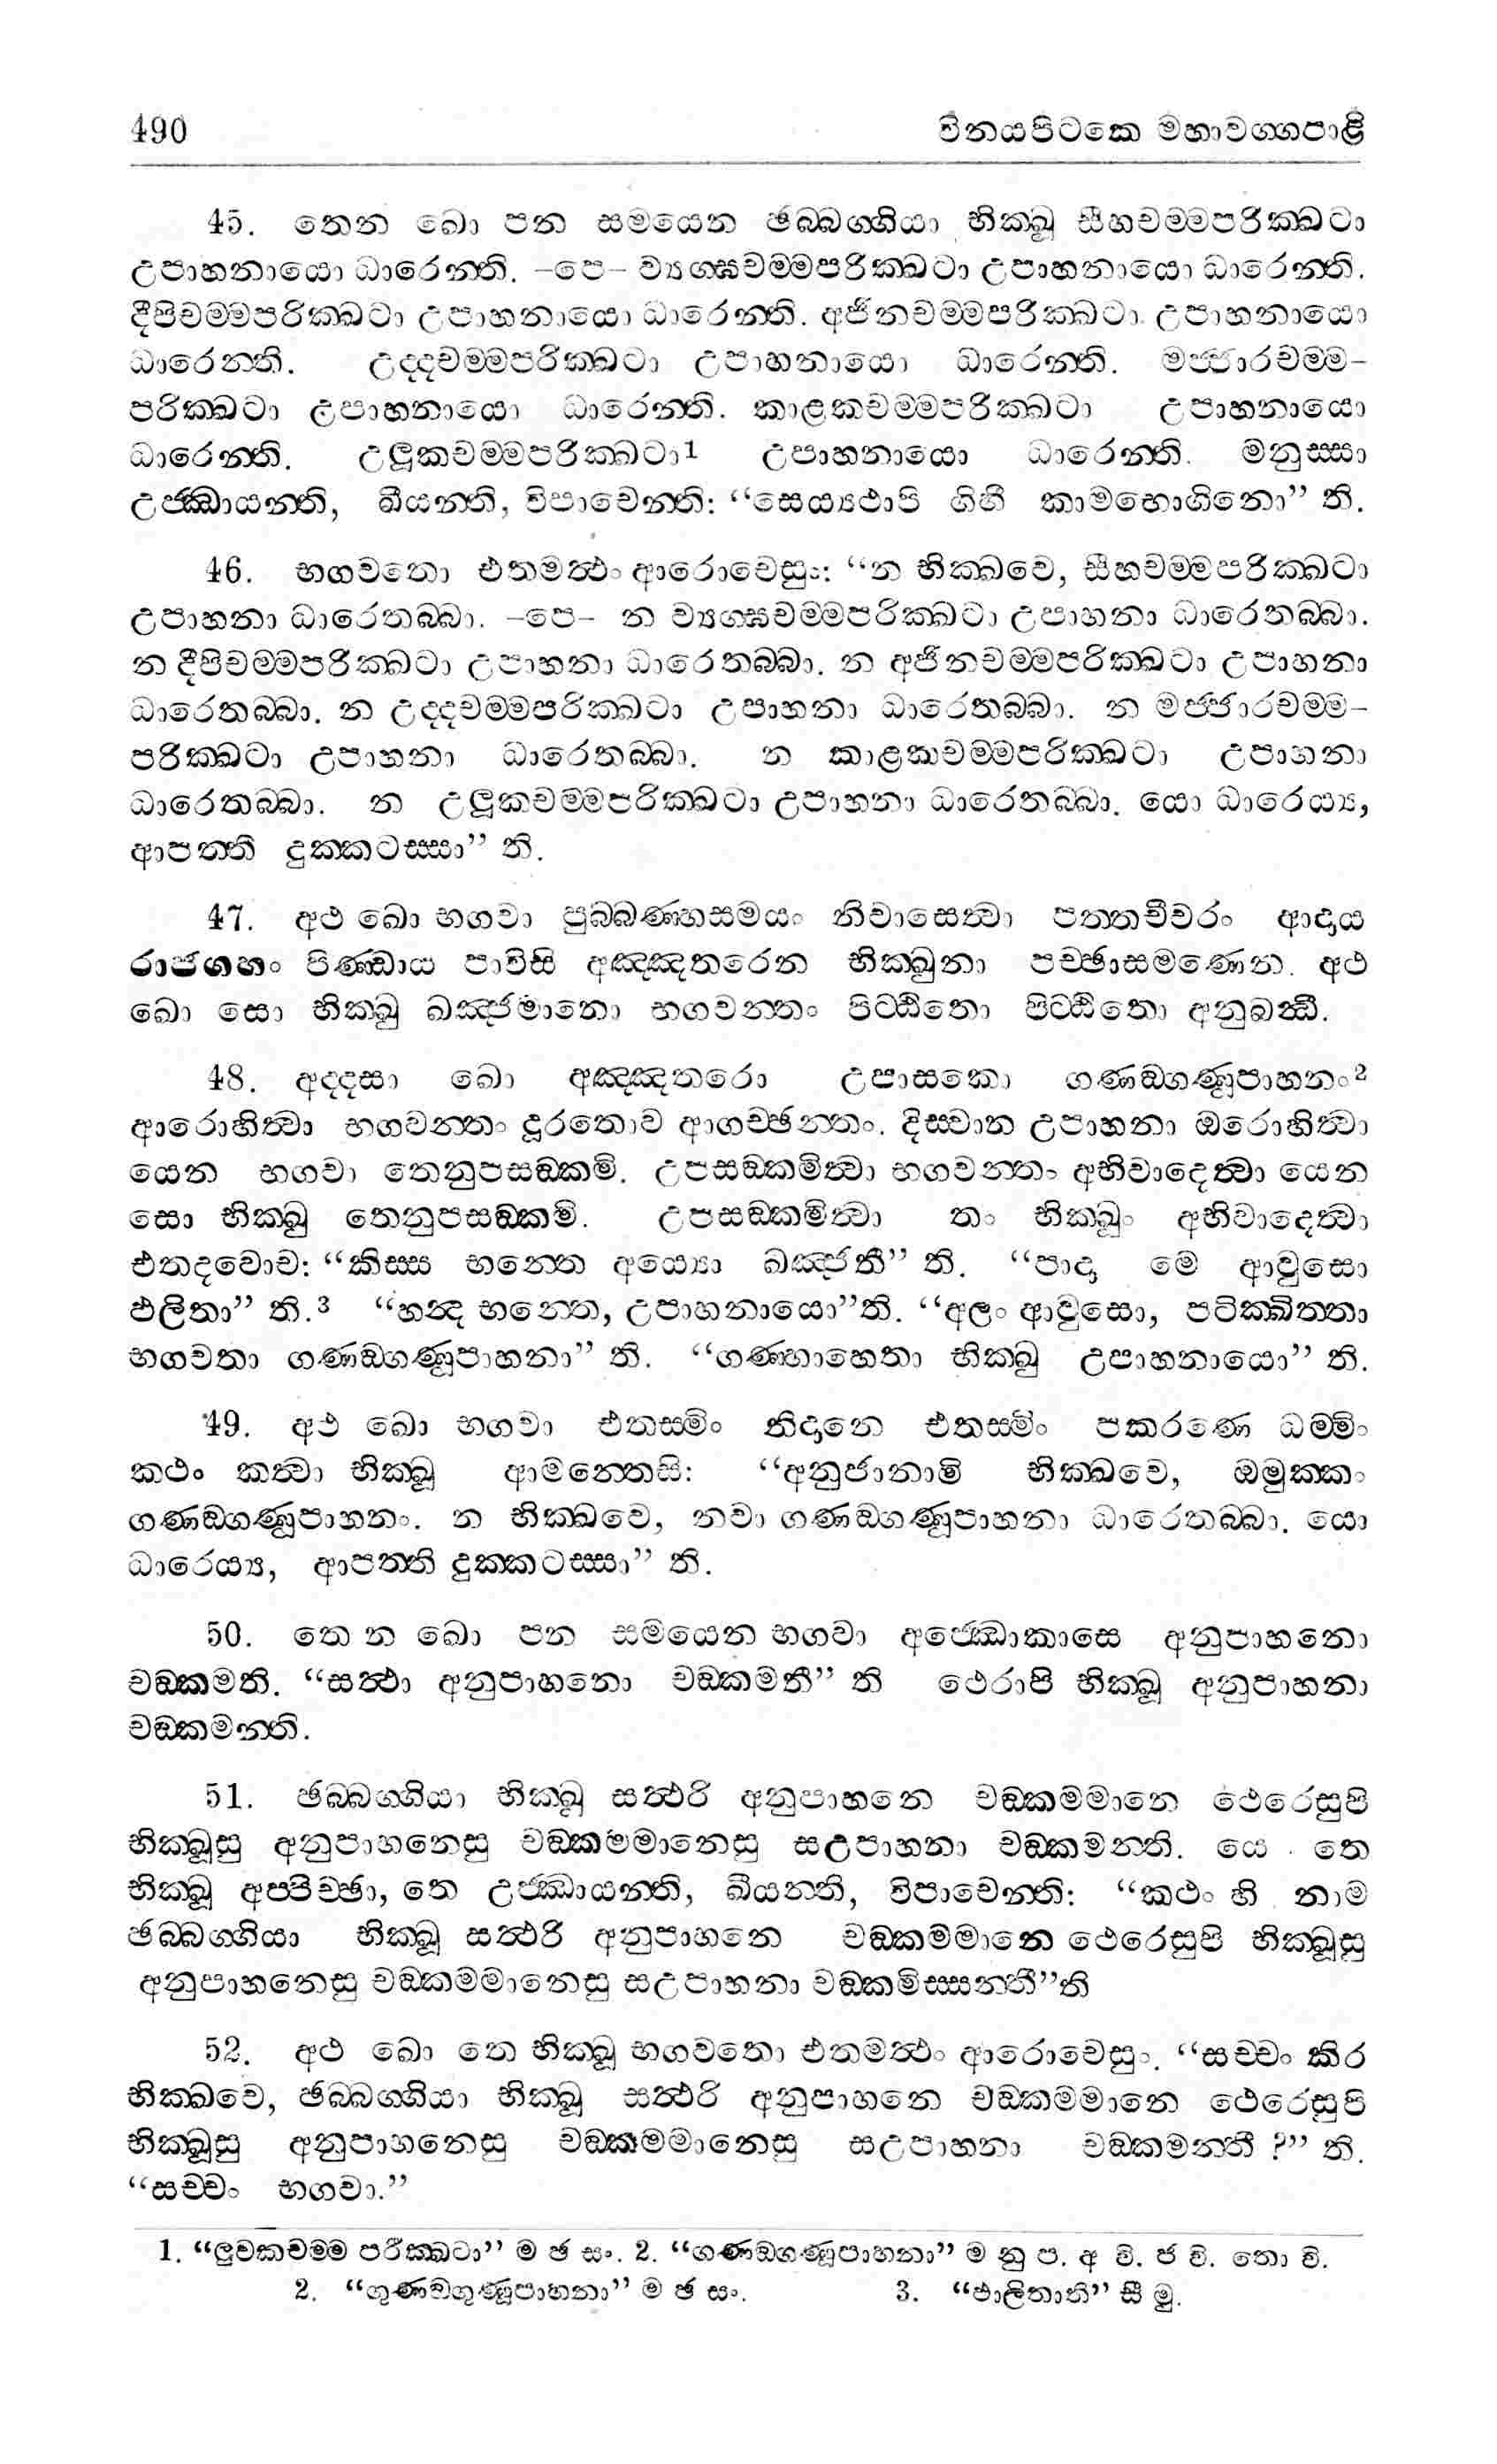 490 විනයපිටකෙ මහාවග්ගපාළි
45. තෙන ඛො පන සමයෙන ඡබ්බග්ගියා භික්ඛූ සීහචම්මපරික්ඛටා
උපාහනායො ධාරෙන්ති. –පෙ– ව්‍යග්ඝචම්මපරික්ඛටා උපාහනායො ධාරෙන්ති.
දීපිචම්මපරික්ඛටා උපාහනායො ධාරෙන්ති. අජිනචම්මපරික්ඛටා උපාහනායො
ධාරෙන්ති. උද්දචම්මපරික්ඛටා උපාහනායො ධාරෙන්ති. මජ්ජාරචම්ම–
පරික්ඛටා උපාහනායො ධාරෙන්ති. කාළකචම්මපරික්ඛටා උපාහනායො
ධාරෙන්ති. උලූකචම්මපරික්ඛටා1 උපාහනායො ධාරෙන්ති. මනුස්සා
උජ්ඣායන්ති, ඛීයන්ති, විපාචෙන්ති: “සෙය්‍යථාපි ගිහී කාමභොගිනො” ති.
46. භගවතො එතමත්ථං ආරොචෙසුං: “න භික්ඛවෙ, සීහචම්මපරික්ඛටා
උපාහනා ධාරෙතබ්බා. –පෙ– න ව්‍යග්ඝචම්මපරික්ඛටා උපාහනා ධාරෙතබ්බා.
න දීපිචම්මපරික්ඛටා උපාහනා ධාරෙතබ්බා. න අජිනචම්මපරික්ඛටා උපාහනා
ධාරෙතබ්බා. න උද්දචම්මපරික්ඛටා උපාහනා ධාරෙතබ්බා. න මජ්ජාරචම්ම–
පරික්ඛටා උපාහනා ධාරෙතබ්බා. න කාළකචම්මපරික්ඛටා උපාහනා
ධාරෙතබ්බා. න උලූකචම්මපරික්ඛටා උපාහනා ධාරෙතබ්බා. යො ධාරෙය්‍ය,
ආපත්ති දුක්කටස්සා” ති.
47. අථ ඛො භගවා පුබ්බණ්හසමයං නිවාසෙත්වා පත්තචීවරං ආදාය
රාජගහං පිණ්ඩාය පාවිසි අඤ්ඤතරෙන භික්ඛුනා පච්ඡාසමණෙන. අථ
ඛො සො භික්ඛු ඛඤ්ජමානො භගවන්තං පිට්ඨිතො පිට්ඨිතො අනුබන්ධි.
48. අද්දසා ඛො අඤ්ඤතරො උපාසකො ගණඞ්ගණූපාහනං2
ආරොහිත්වා භගවන්තං දූරතොව ආගච්ඡන්තං. දිස්වාන උපාහනා ඔරොහිත්වා
යෙන භගවා තෙනුපසඞ්කමි. උපසඞ්කමිත්වා භගවන්තං අභිවාදෙත්වා යෙන
සො භික්ඛු තෙනුපසඞ්කමි. උපසඞ්කමිත්වා තං භික්ඛුං අභිවාදෙත්වා
එතදවොච: “කිස්ස භන්තෙ අය්‍යො ඛඤ්ජතී” ති. “පාදා මෙ ආවුසො
ඵලිතා” ති.3 “හන්ද භන්තෙ, උපාහනායො”ති. “අලං ආවුසො, පටික්ඛිත්තා
භගවතා ගණඞ්ගණූපාහනා” ති. “ගණ්හාහෙතා භික්ඛු උපාහනායො” ති.
49. අථ ඛො භගවා එතස්මිං නිදානෙ එතස්මිං පකරණෙ ධම්මිං
කථං කත්වා භික්ඛූ ආමන්තෙසි: “අනුජානාමි භික්ඛවෙ, ඔමුක්කං
ගණඞ්ගණූපාහනං. න භික්ඛවෙ, නවා ගණඞ්ගණූපාහනා ධාරෙතබ්බා. යො
ධාරෙය්‍ය, ආපත්ති දුක්කටස්සා” ති.
50. තෙ න ඛො පන සමයෙන භගවා අජ්ඣොකාසෙ අනුපාහනො
චඞ්කමති. “සත්ථා අනුපාහනො චඞ්කමතී” ති ථෙරාපි භික්ඛූ අනුපාහනා
චඞ්කමන්ති.
51. ඡබ්බග්ගියා භික්ඛූ සත්ථරි අනුපාහනෙ චඞ්කමමානෙ ථෙරෙසුපි
භික්ඛූසු අනුපාහනෙසු චඞ්කමමානෙසු සඋපාහනා චඞ්කමන්ති. යෙ තෙ
භික්ඛූ අප්පිච්ඡා, තෙ උජ්ඣායන්ති, ඛීයන්ති, විපාචෙන්ති: “කථං හි නාම
ඡබ්බග්ගියා භික්ඛූ සත්ථරි අනුපාහනෙ චඞ්කමමානෙ ථෙරෙසුපි භික්ඛූසු
අනුපාහනෙසු චඞ්කමමානෙසු සඋපාහනා චඞ්කමිස්සන්තී”ති
52. අථ ඛො තෙ භික්ඛූ භගවතො එතමත්ථං ආරොචෙසුං. “සච්චං කිර
භික්ඛවෙ, ඡබ්බග්ගියා භික්ඛූ සත්ථරි අනුපාහනෙ චඞ්කමමානෙ ථෙරෙසුපි
භික්ඛූසු අනුපාහනෙසු චඞ්කමමානෙසු සඋපාහනා චඞ්කමන්තී ?” ති.
“සච්චං භගවා.”
1. “ලූවකචම්ම පරික්ඛටා” ම ඡ සං. 2. “ගණඞ්ගණූපාහනා” ම නු ප. අ වි. ජ වි. තො වි.
2. “ගුණඞ්ගුණූපාහනා” ම ඡ සං. 3. “ඵාලිතාති” සී මු.